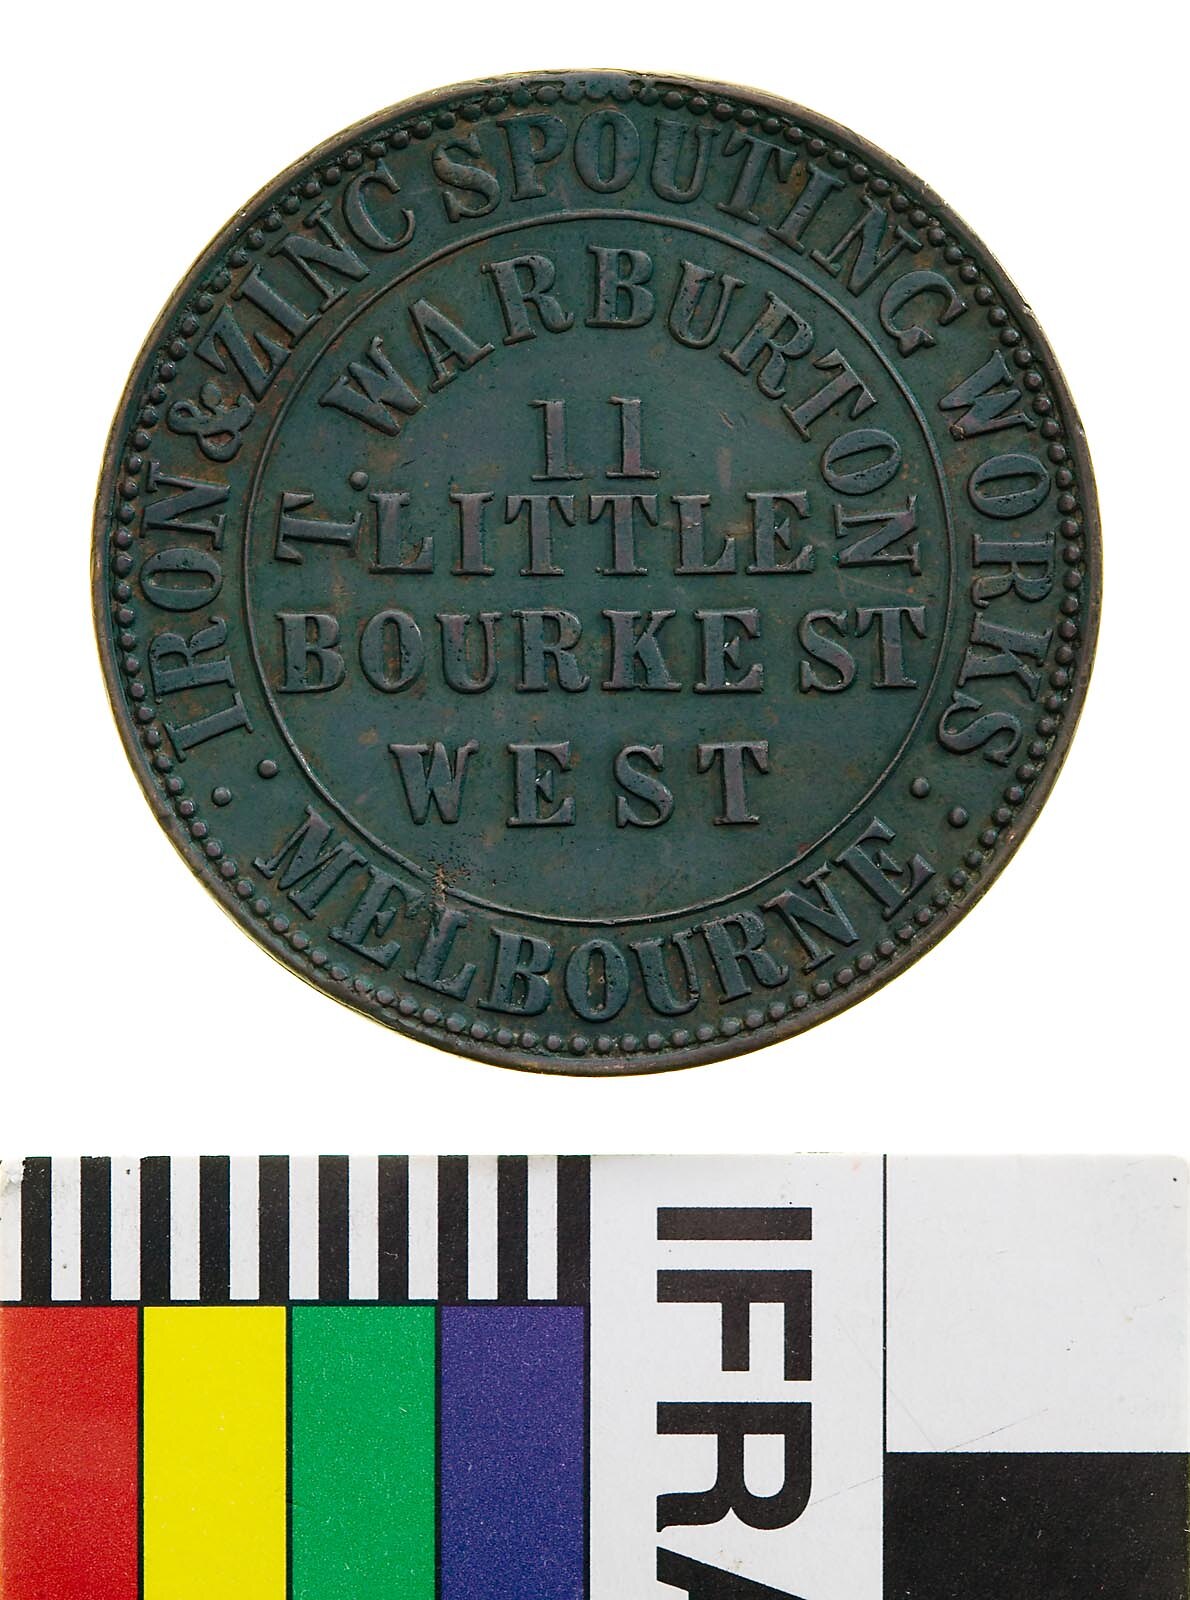 IRON & ZINC SPOUTING WORKS
T. WARBURTON
11
LITTLE
BOURKE ST
WEST
MELBOURNE
IFRA